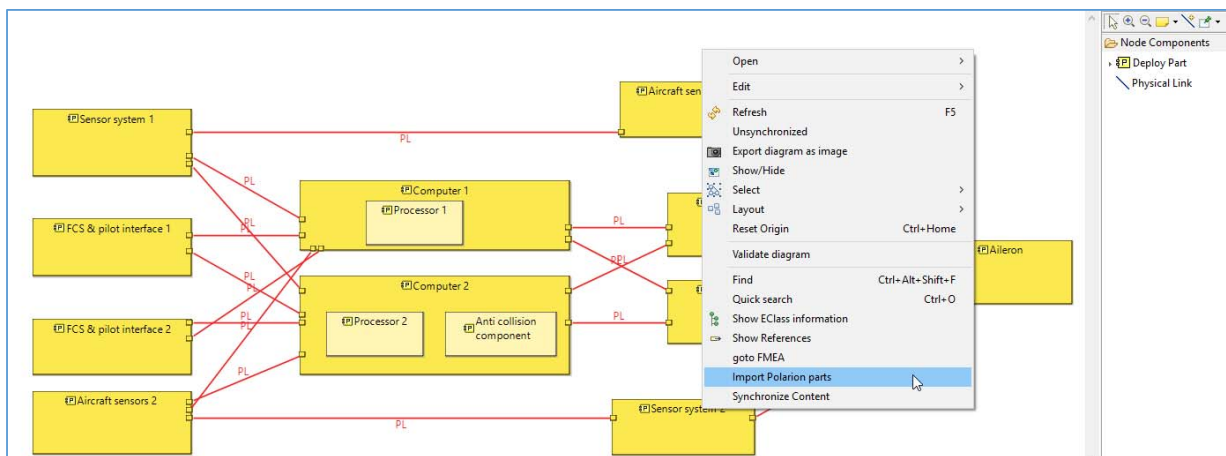 Node Components
Deploy Part
Physical Link
Open
Edit
Refresh F5
Unsynchronized
Export diagram as image
Show/Hide
Select
Layout
Reset Origin Ctrl+Home
Validate diagram
Find Ctrl+Alt+Shift+F
Quick search Ctrl+O
Show EClass information
Show References
goto FMEA
Import Polarion parts
Synchronize Content
Aircraft sen
Sensor system 1
PL
PL
Computer 1
Processor 1
FCS & pilot interface 1
PL
PL
PL
Aileron
PL
PL
Computer 2
Processor 2
Anti collision
component
FCS & pilot interface 2
PL
PL
PL
PL
Aircraft sensors 2
Sensor system 2
PL